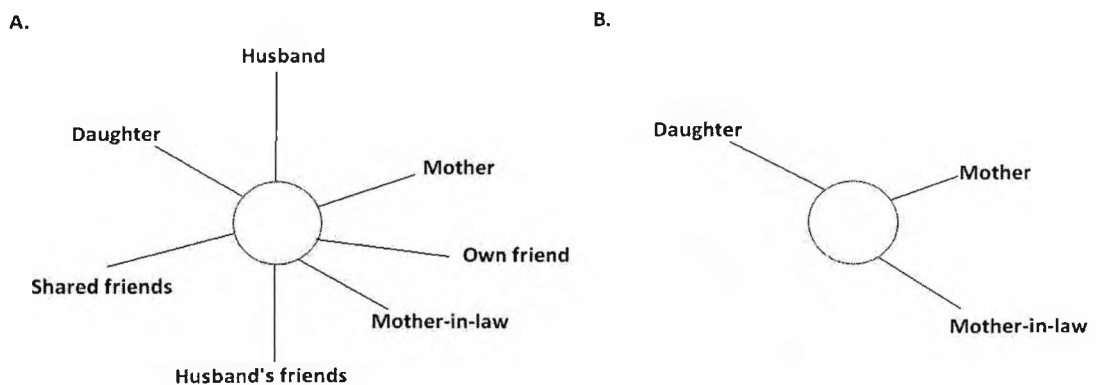 A.
Husband
Daughter
Mother
Own friend
Shared friends
Mother-in-law
Husband's friends
B.
Daughter
Mother
Mother-in-law